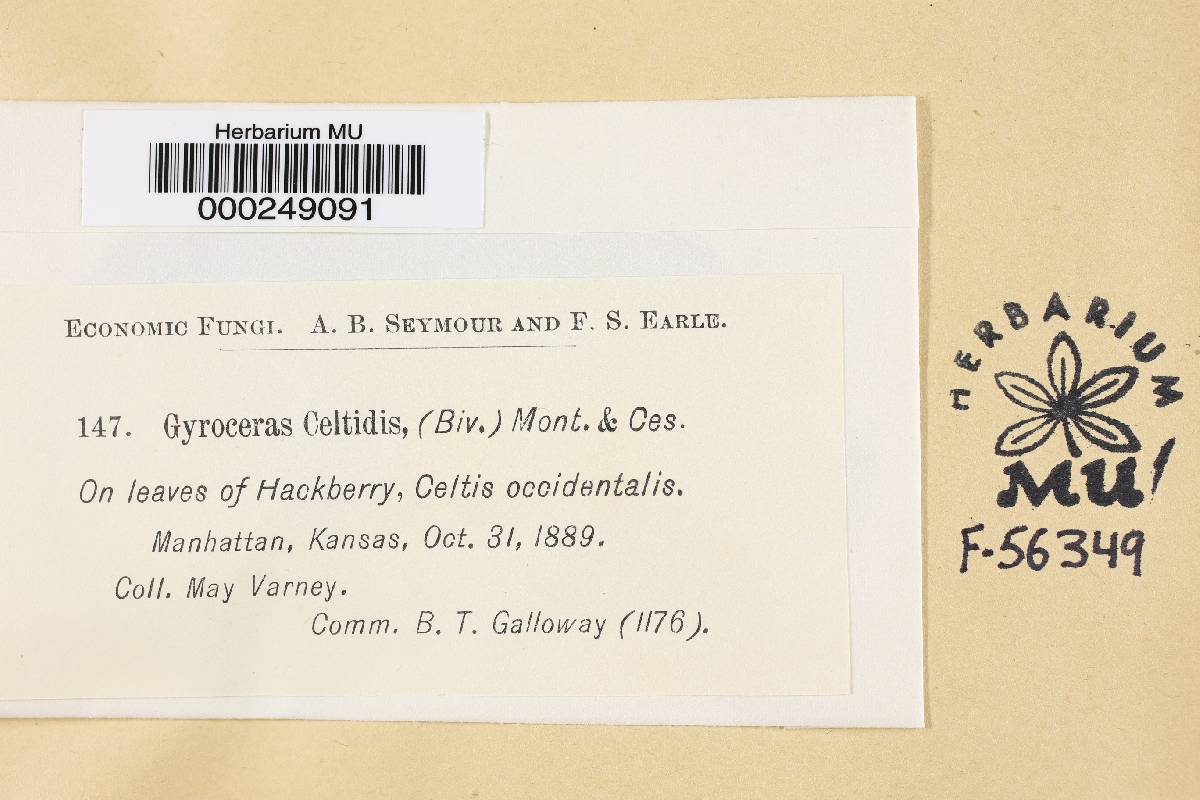 Herbarium MU
000249091
ECONOMIC FUNGI. A. B. SEYMOUR AND F. S. EARLE.
147. Gyroceras Celtidis, (Biv.) Mont. & Ces.
On leaves of Hackberry, Celtis occidentalis.
Manhattan, Kansas, Oct. 31, 1889.
Coll. May Varney.
Comm. B. T. Galloway (1176).
HERBARIUM
MU
F-56349